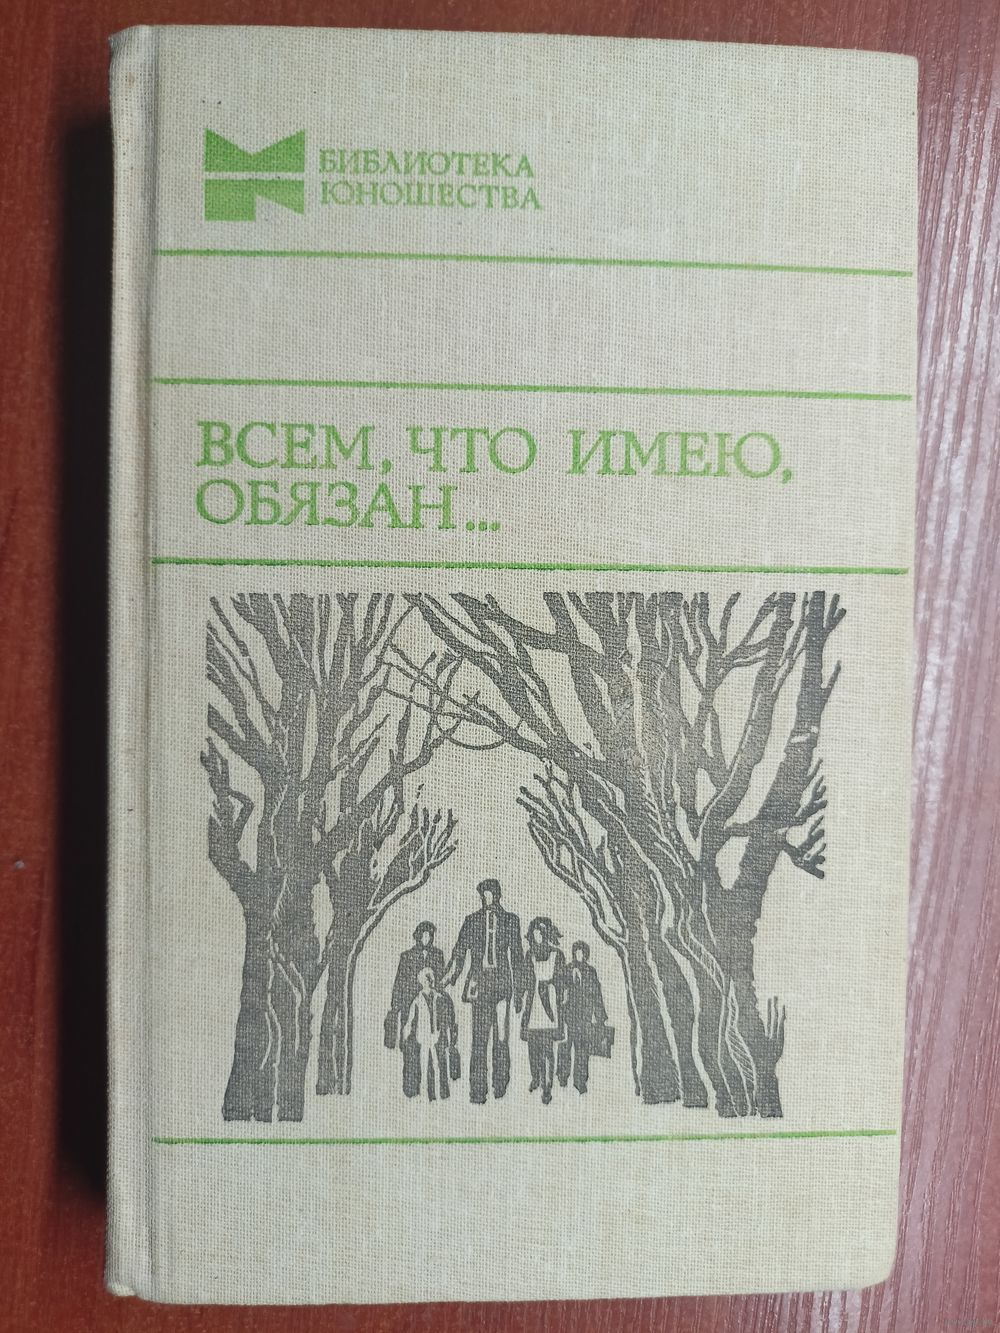 БИБЛИОТЕКА
ЮНОШЕСТВА
ВСЕМ, ЧТО ИМЕЮ,
ОБЯЗАН...